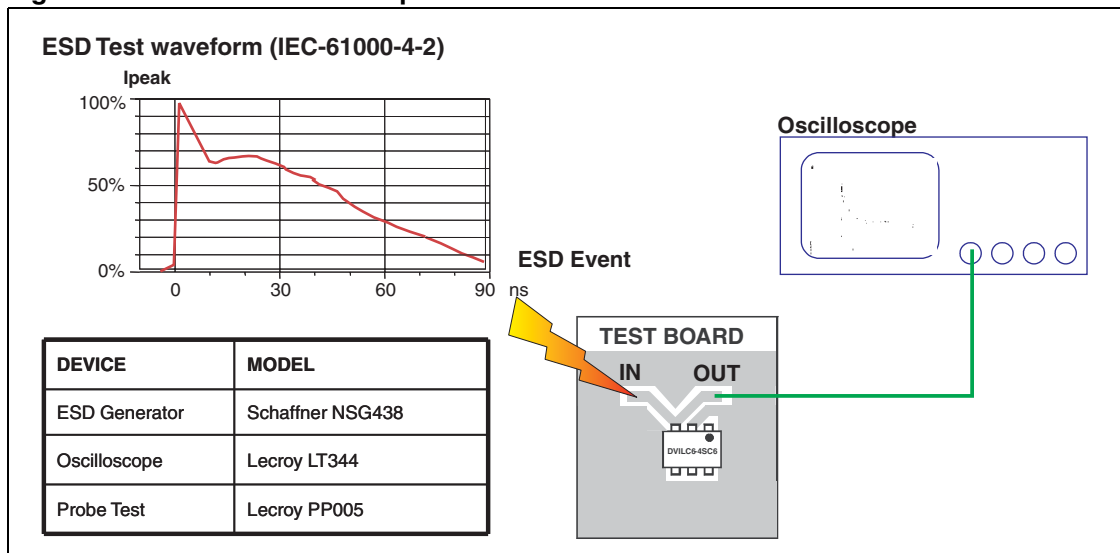 ESD Test waveform (IEC-61000-4-2)
Ipeak
100%
50%
0%
0 30 60 90 ns
Oscilloscope
ESD Event
TEST BOARD
IN OUT
DVILC6-4SC6
DEVICE MODEL
ESD Generator Schaffner NSG438
Oscilloscope Lecroy LT344
Probe Test Lecroy PP005